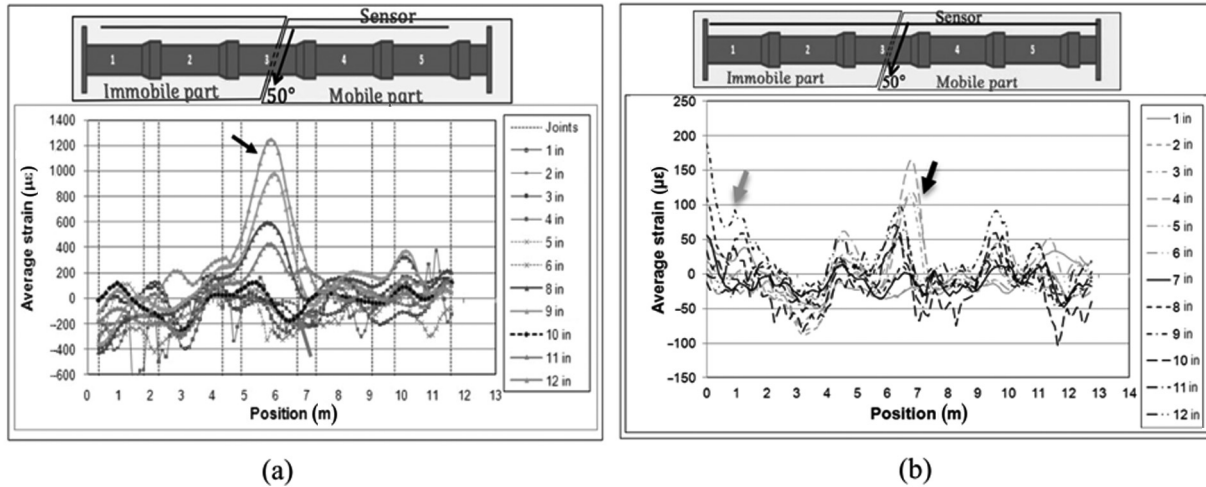 (a)
Sensor
1 2 3 4 5
Immobile part
50°
Mobile part
Average strain (με)
1400
1200
1000
800
600
400
200
0
−200
−400
−600
0 1 2 3 4 5 6 7 8 9 10 11 12 13
Position (m)
Joints
1 in
2 in
3 in
4 in
5 in
6 in
8 in
9 in
10 in
11 in
12 in
(b)
Sensor
1 2 3 4 5
Immobile part
50°
Mobile part
Average strain (με)
250
200
150
100
50
0
−50
−100
−150
0 1 2 3 4 5 6 7 8 9 10 11 12 13 14
Position (m)
1 in
2 in
3 in
4 in
5 in
6 in
7 in
8 in
9 in
10 in
11 in
12 in
(a)
(b)